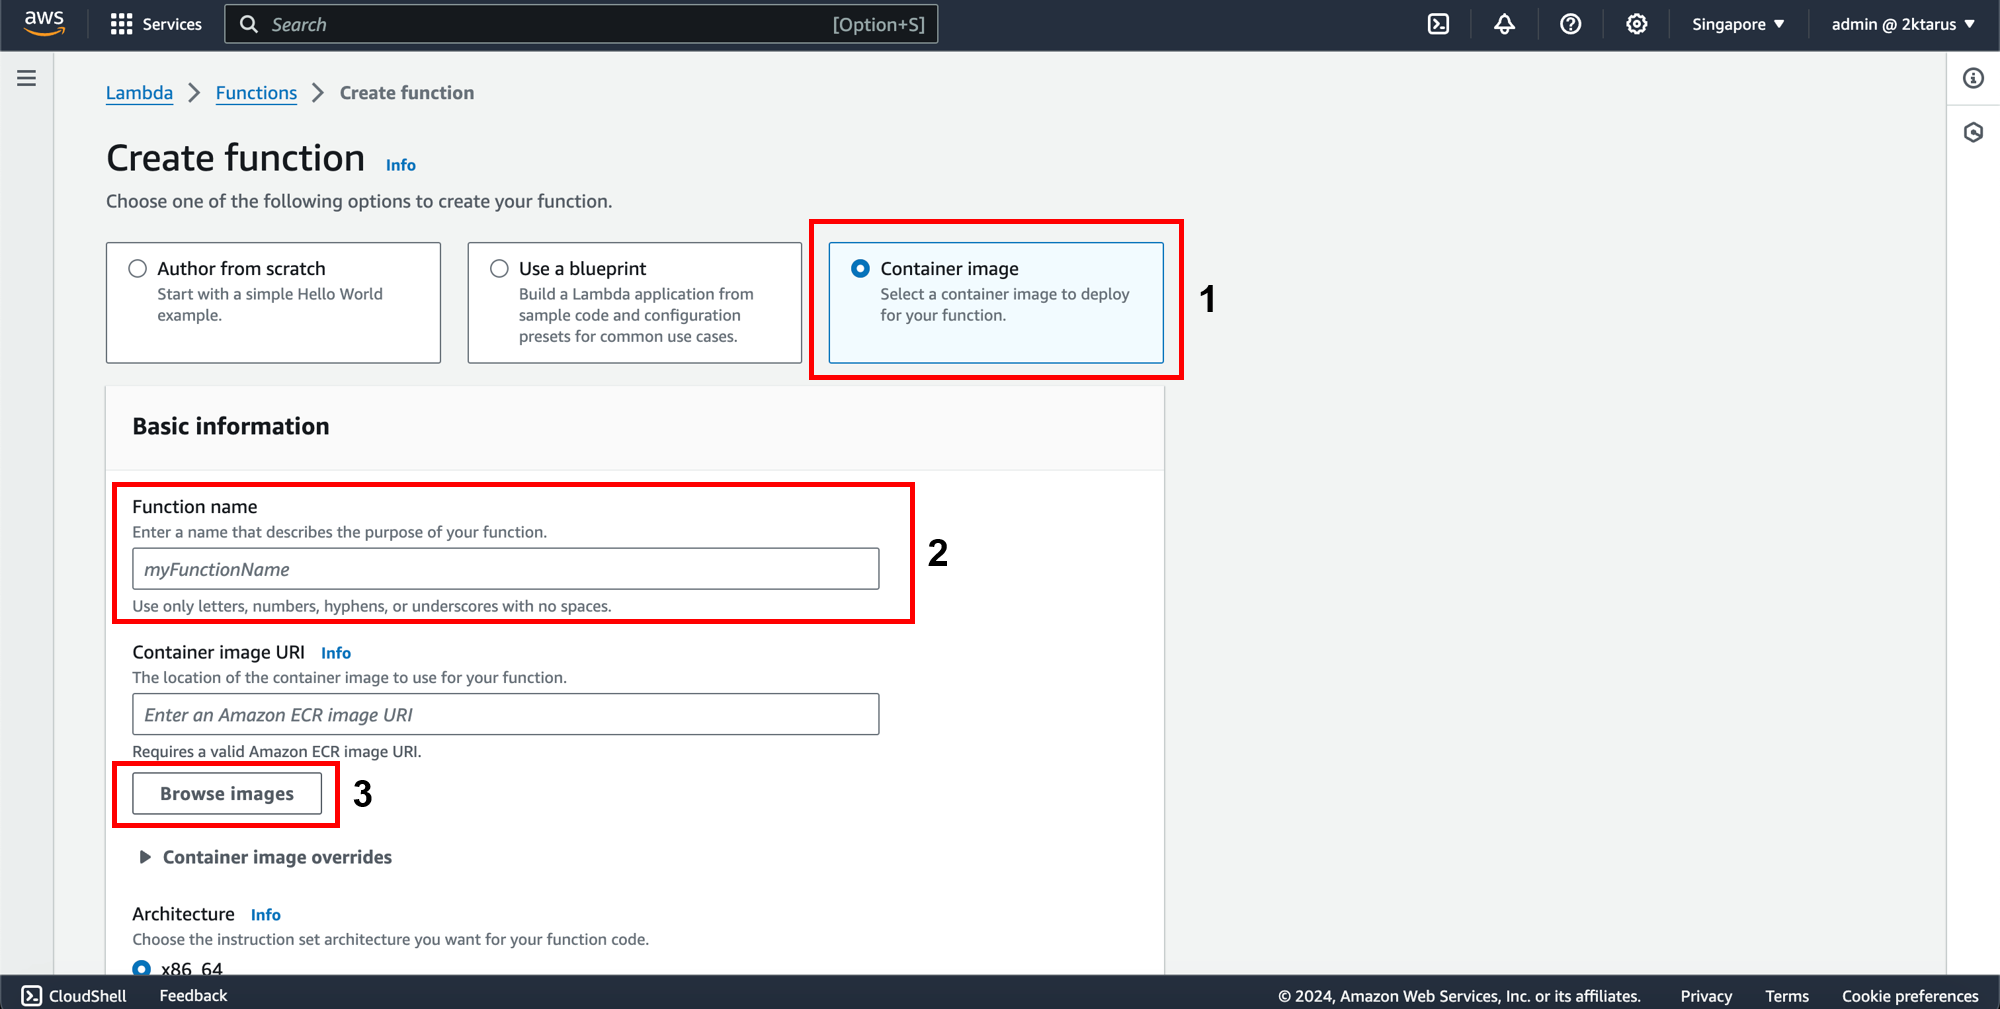 aws Services Search [Option+S] Singapore admin @ 2ktarus
Lambda Functions Create function
Create function Info
Choose one of the following options to create your function.
Author from scratch
Start with a simple Hello World
example.
Use a blueprint
Build a Lambda application from
sample code and configuration
presets for common use cases.
Container image
Select a container image to deploy
for your function.
1
Basic information
Function name
Enter a name that describes the purpose of your function.
myFunctionName
Use only letters, numbers, hyphens, or underscores with no spaces.
2
Container image URI Info
The location of the container image to use for your function.
Enter an Amazon ECR image URI
Requires a valid Amazon ECR image URI.
Browse images
3
Container image overrides
Architecture Info
Choose the instruction set architecture you want for your function code.
x86_64
CloudShell Feedback © 2024, Amazon Web Services, Inc. or its affiliates. Privacy Terms Cookie preferences